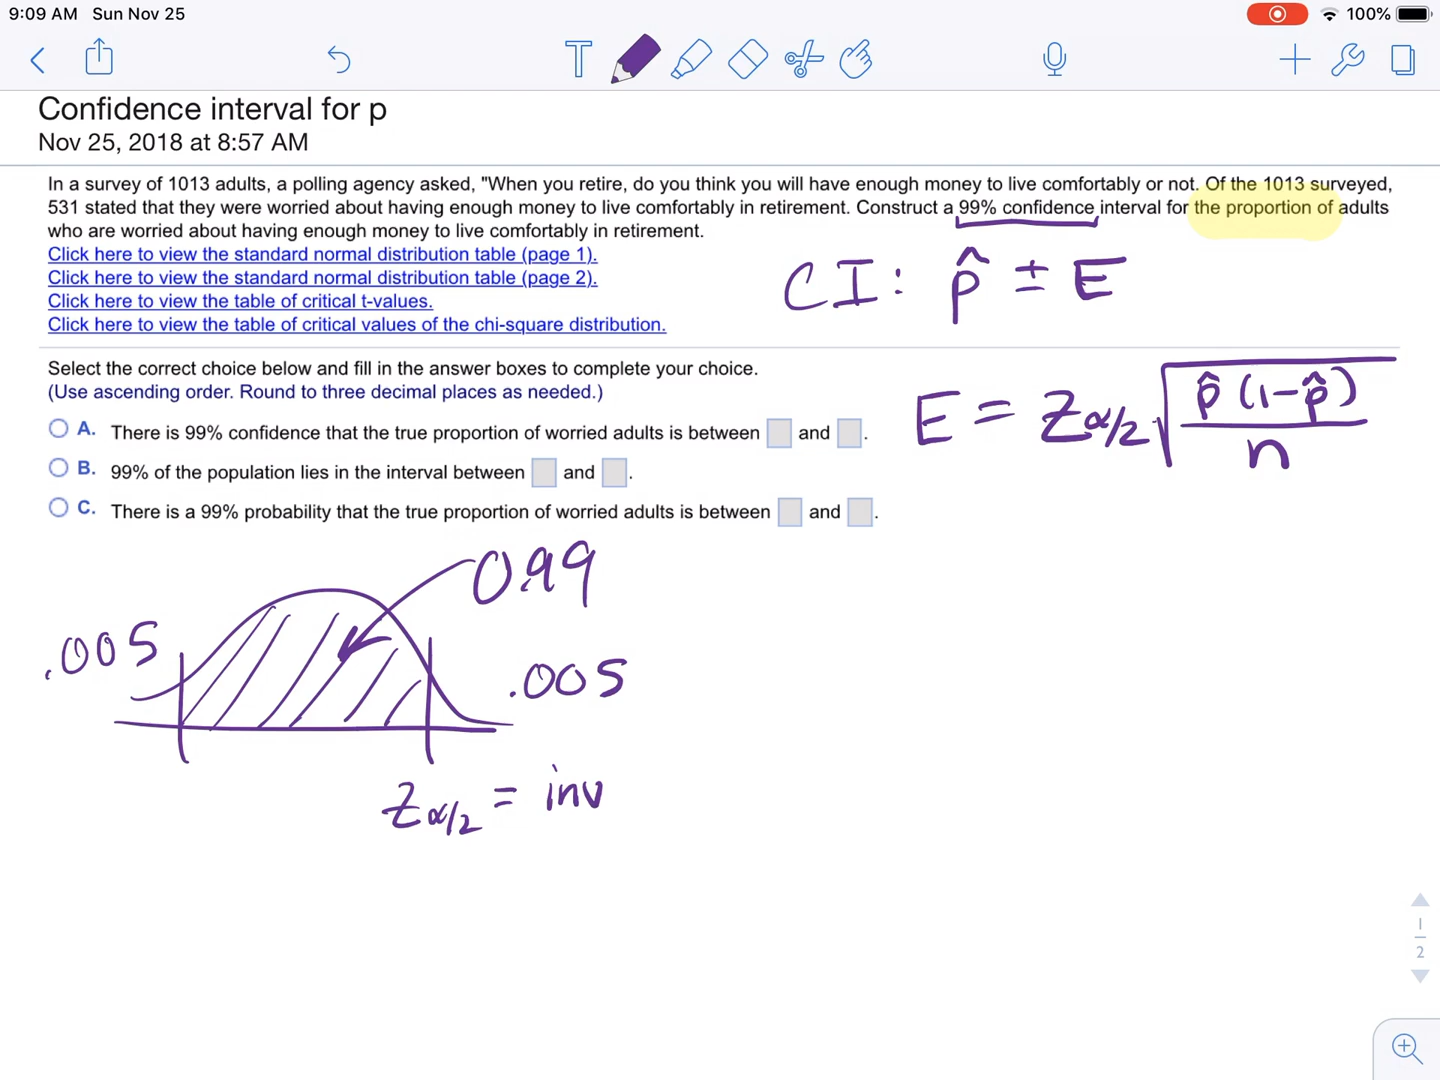 9:09 AM Sun Nov 25
100%
T
Confidence interval for p
Nov 25, 2018 at 8:57 AM
In a survey of 1013 adults, a polling agency asked, "When you retire, do you think you will have enough money to live comfortably or not. Of the 1013 surveyed,
531 stated that they were worried about having enough money to live comfortably in retirement. Construct a 99% confidence interval for the proportion of adults
who are worried about having enough money to live comfortably in retirement.
Click here to view the standard normal distribution table (page 1).
Click here to view the standard normal distribution table (page 2).
Click here to view the table of critical t-values.
Click here to view the table of critical values of the chi-square distribution.
CI: p̂ ± E
Select the correct choice below and fill in the answer boxes to complete your choice.
(Use ascending order. Round to three decimal places as needed.)
A. There is 99% confidence that the true proportion of worried adults is between and .
B. 99% of the population lies in the interval between and .
C. There is a 99% probability that the true proportion of worried adults is between and .
E = Zα/2 √(p̂(1-p̂)/n)
0.99
.005
.005
Zα/2 = inv
1
2